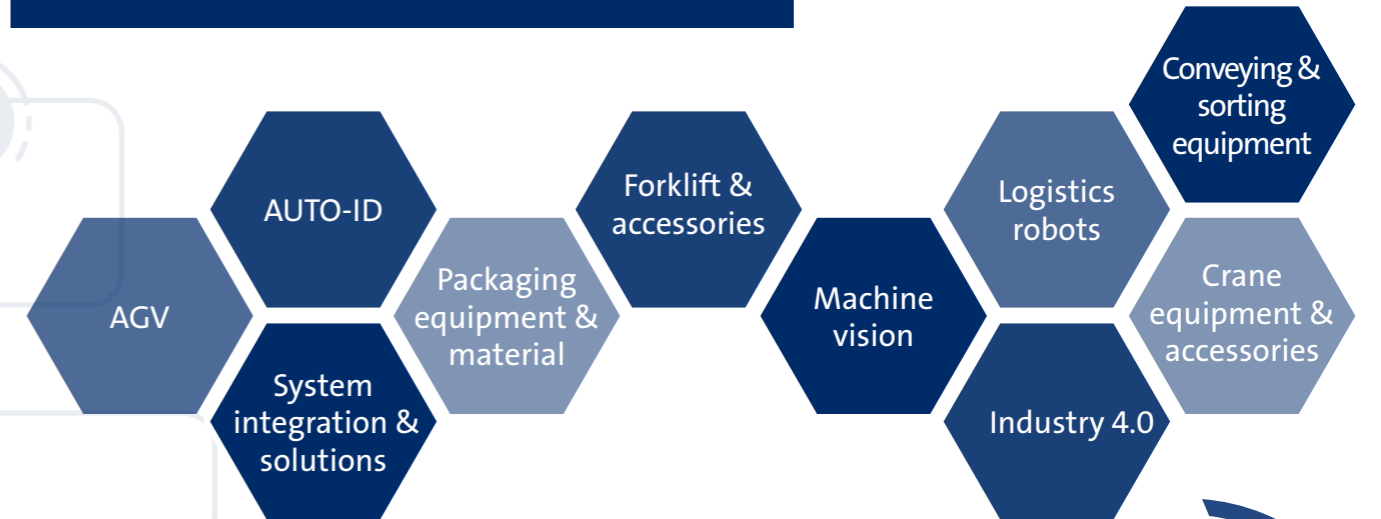 Conveying &
sorting
equipment
AUTO-ID
Forklift &
accessories
Logistics
robots
AGV
Packaging
equipment &
material
Machine
vision
Crane
equipment &
accessories
System
integration &
solutions
Industry 4.0